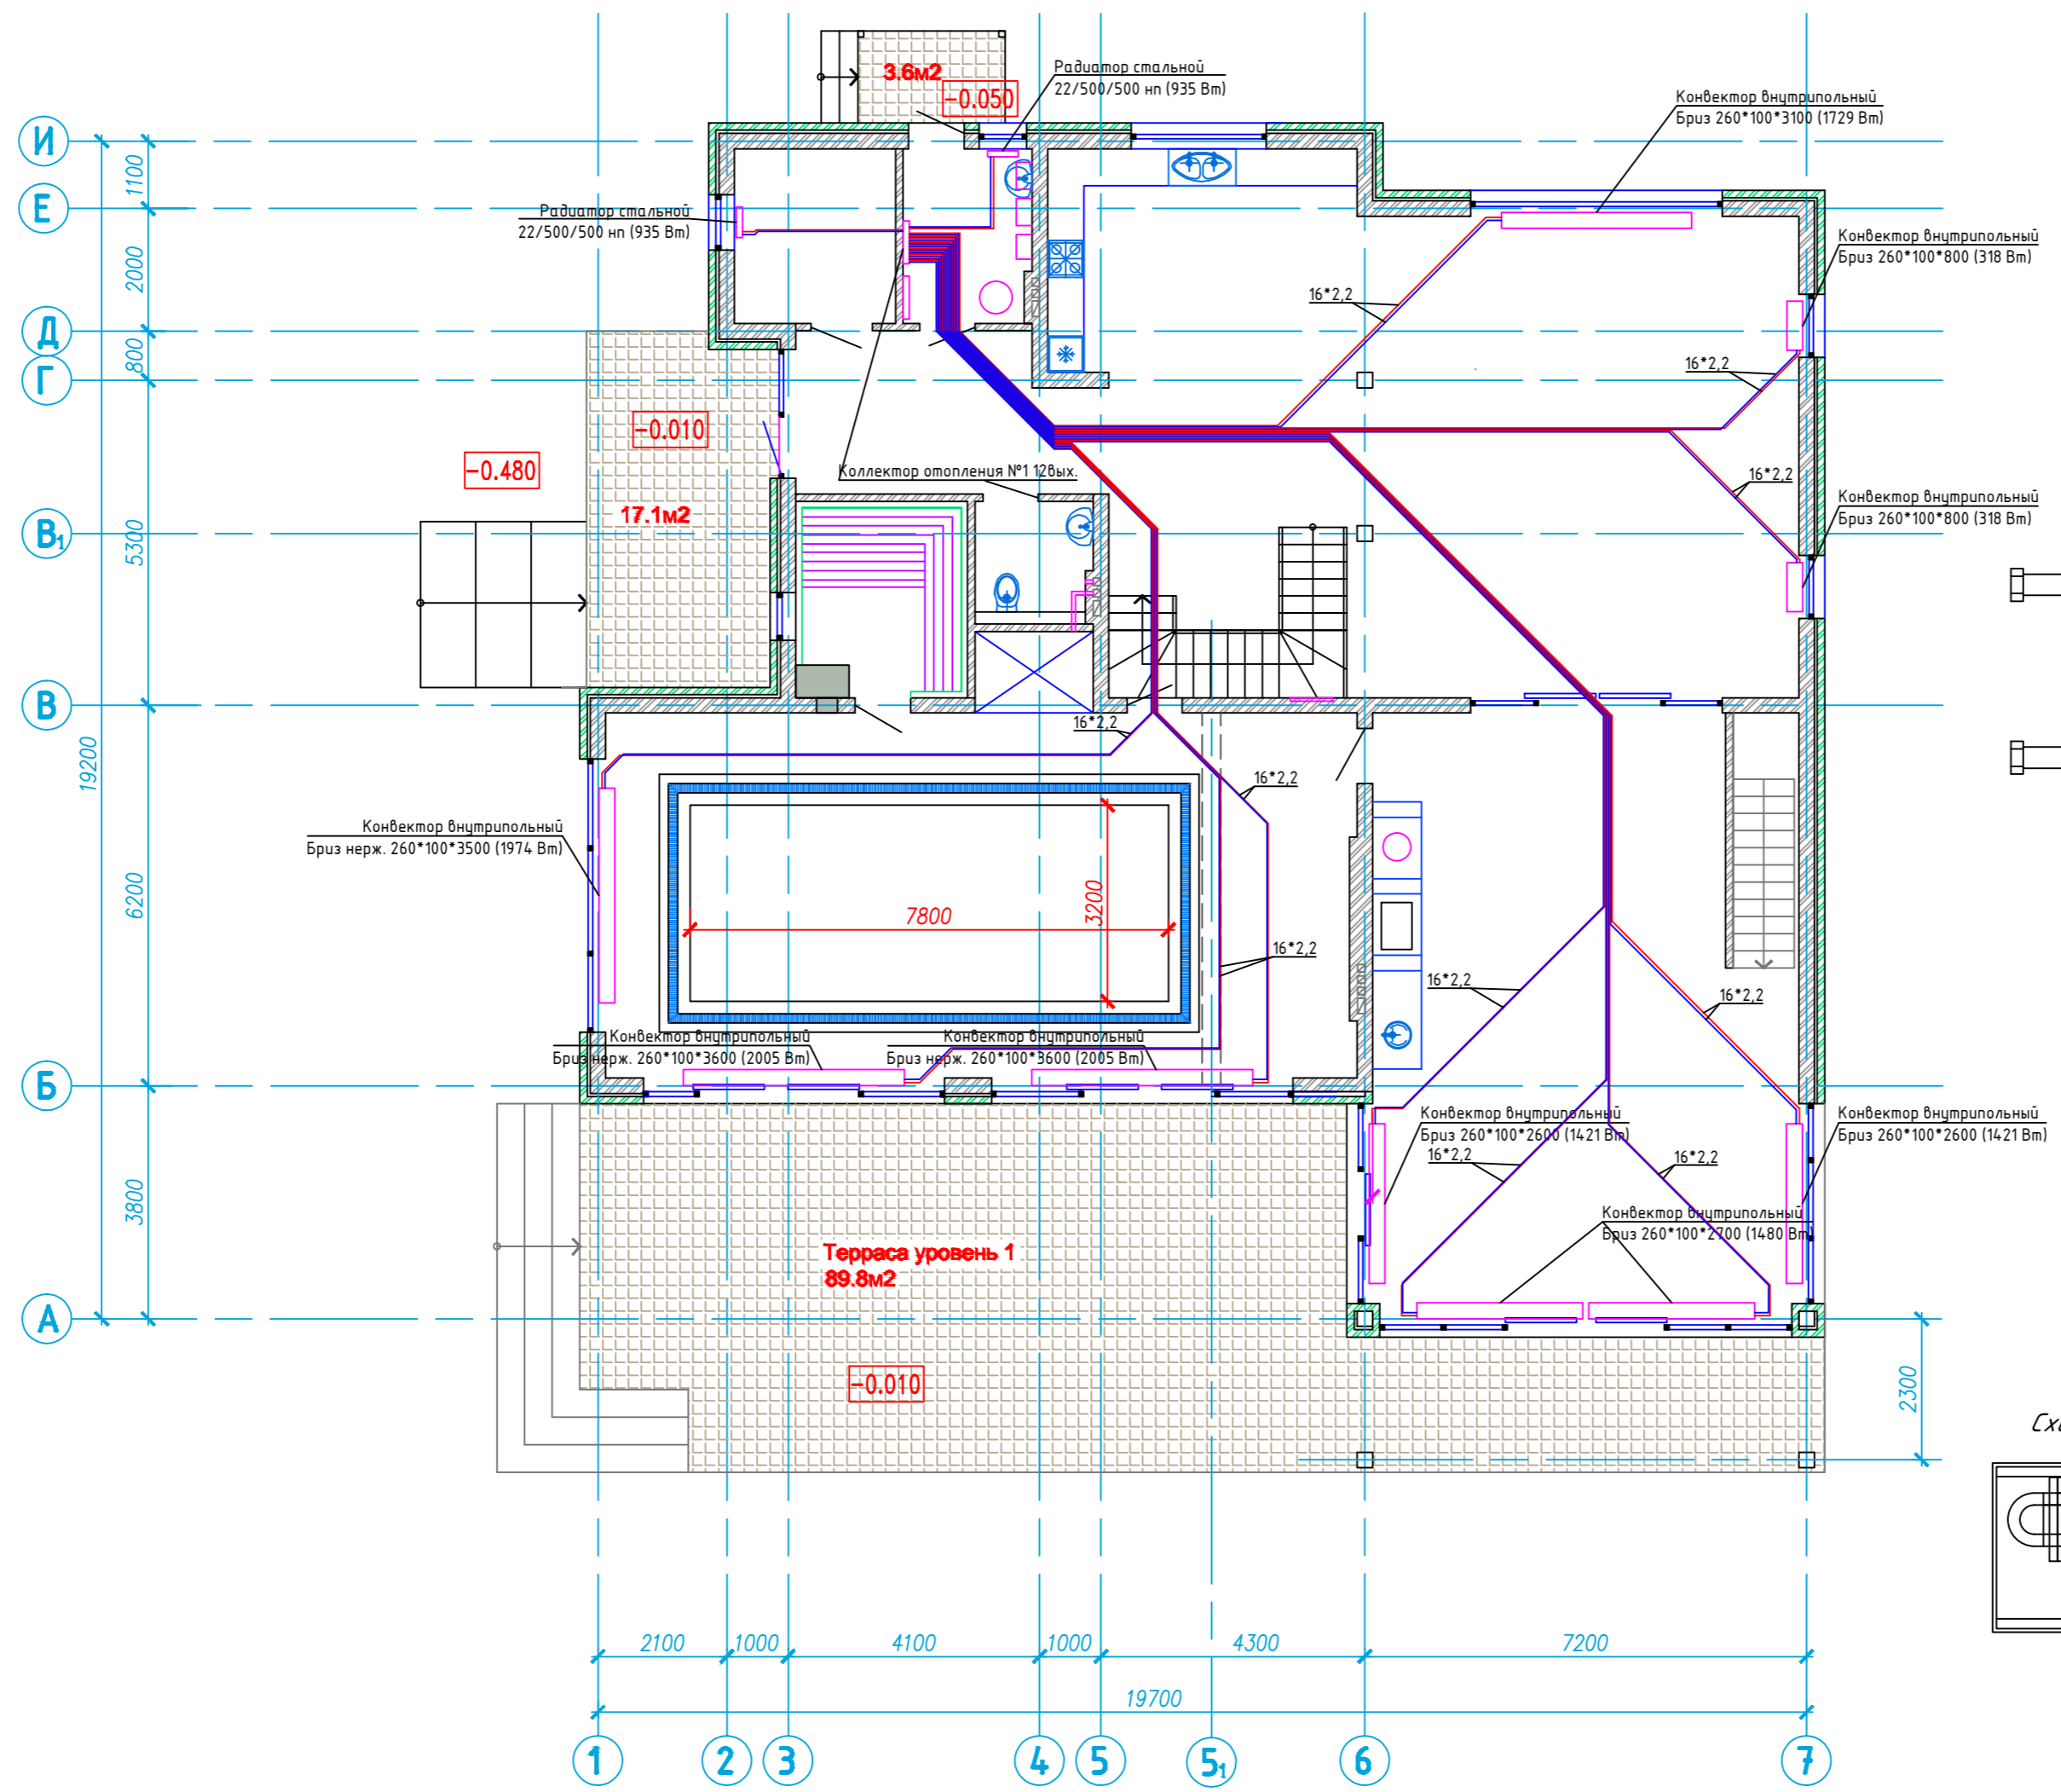 3.6м2
-0.050
Радиатор стальной
22/500/500 нп (935 Вт)
Конвектор внутрипольный
Бриз 260*100*3100 (1729 Вт)
И
1100
Е
Радиатор стальной
22/500/500 нп (935 Вт)
Конвектор внутрипольный
Бриз 260*100*800 (318 Вт)
2000
16*2,2
Д
800
16*2,2
Г
-0.010
-0.480
Коллектор отопления №1 12вых.
16*2,2
17.1м2
Конвектор внутрипольный
Бриз 260*100*800 (318 Вт)
В1
5300
В
16*2,2
19200
16*2,2
Конвектор внутрипольный
Бриз нерж. 260*100*3500 (1974 Вт)
6200
7800
3200
16*2,2
16*2,2
16*2,2
Конвектор внутрипольный
Бриз нерж. 260*100*3600 (2005 Вт)
Конвектор внутрипольный
Бриз нерж. 260*100*3600 (2005 Вт)
Б
Конвектор внутрипольный
Бриз 260*100*2600 (1421 Вт)
Конвектор внутрипольный
Бриз 260*100*2600 (1421 Вт)
16*2,2
16*2,2
3800
Конвектор внутрипольный
Бриз 260*100*2700 (1480 Вт)
Терраса уровень 1
89.8м2
А
-0.010
2300
2100
1000
4100
1000
4300
7200
19700
1
2
3
4
5
51
6
7